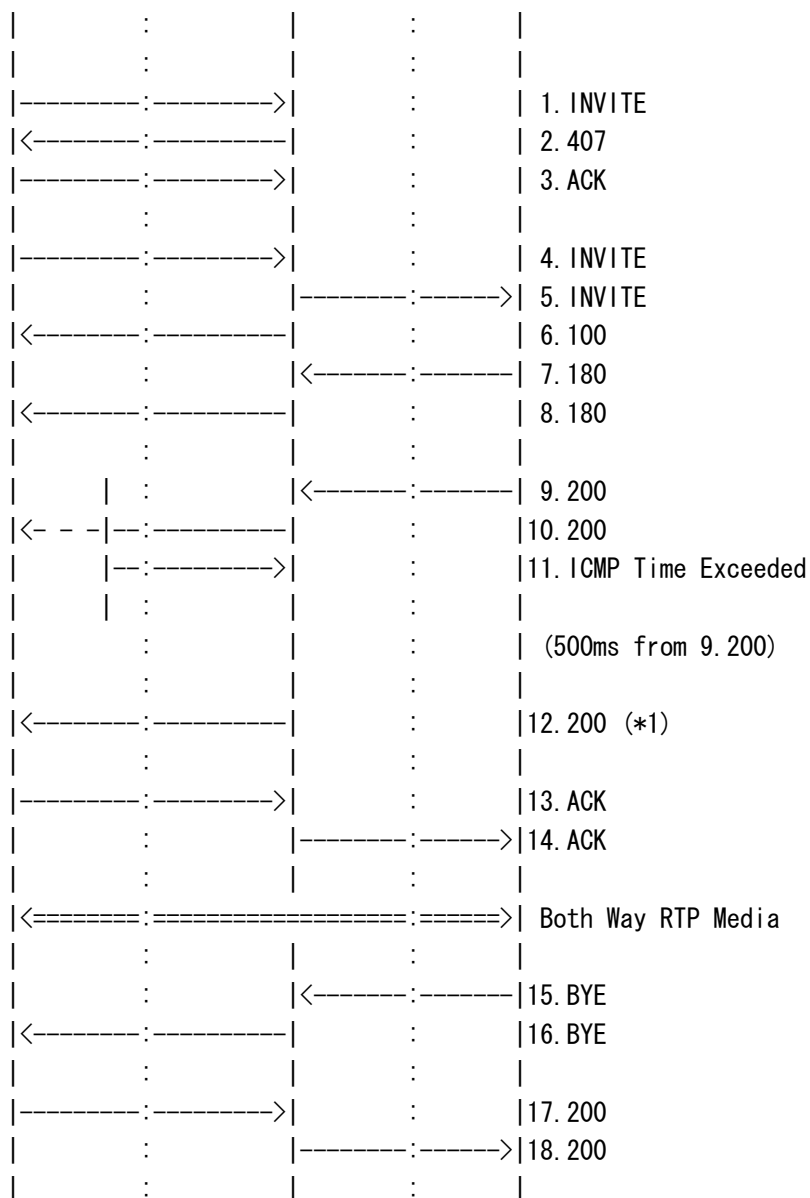 |         :          |        :       |
|         :          |        :       |
|---------:--------->|        :       | 1.INVITE
|<--------:----------|        :       | 2.407
|---------:--------->|        :       | 3.ACK
|         :          |        :       |
|---------:--------->|        :       | 4.INVITE
|         :          |--------:------>| 5.INVITE
|<--------:----------|        :       | 6.100
|         :          |<-------:-------| 7.180
|<--------:----------|        :       | 8.180
|         :          |        :       |
|      |  :          |<-------:-------| 9.200
|<- - -|--:----------|        :       |10.200
|      |--:--------->|        :       |11.ICMP Time Exceeded
|      |  :          |        :       |
|         :          |        :       | (500ms from 9.200)
|         :          |        :       |
|<--------:----------|        :       |12.200 (*1)
|         :          |        :       |
|---------:--------->|        :       |13.ACK
|         :          |--------:------>|14.ACK
|         :          |        :       |
|<========:===================:======>| Both Way RTP Media
|         :          |        :       |
|         :          |<-------:-------|15.BYE
|<--------:----------|        :       |16.BYE
|         :          |        :       |
|---------:--------->|        :       |17.200
|         :          |--------:------>|18.200
|         :          |        :       |